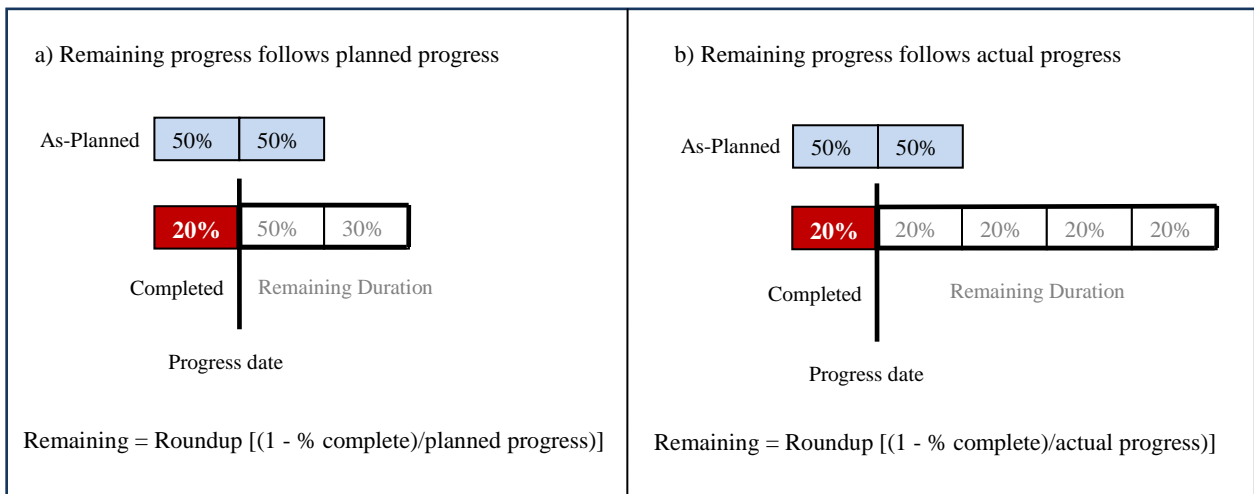 a) Remaining progress follows planned progress
As-Planned
50% 50%
20% 50% 30%
Completed Remaining Duration
Progress date
Remaining = Roundup [(1 - % complete)/planned progress)]
b) Remaining progress follows actual progress
As-Planned
50% 50%
20% 20% 20% 20% 20%
Completed Remaining Duration
Progress date
Remaining = Roundup [(1 - % complete)/actual progress)]